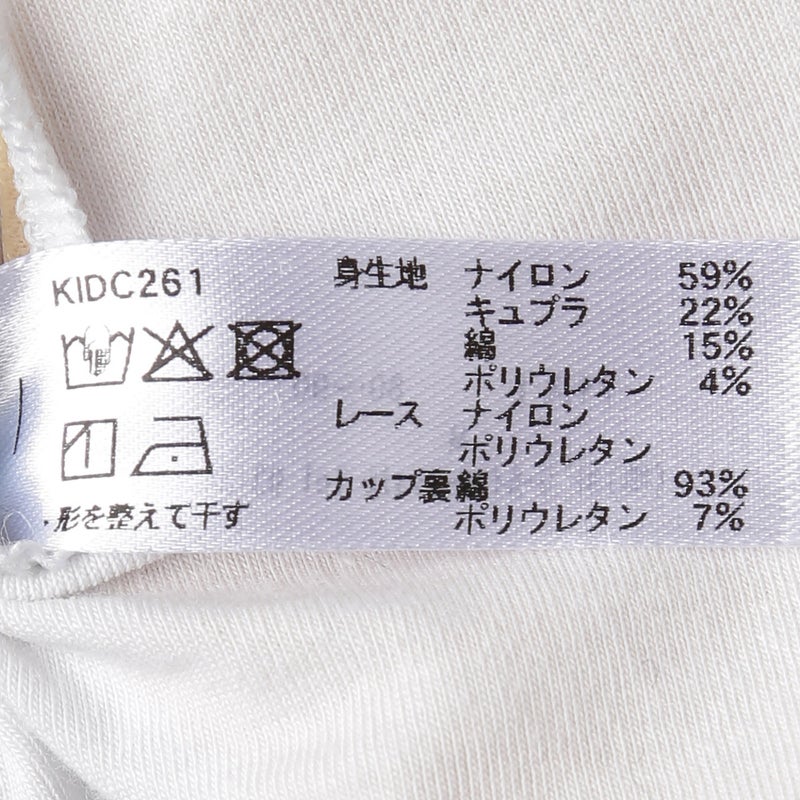 KIDC261
形を整えて干す
身生地 ナイロン 59%
キュプラ 22%
綿 15%
ポリウレタン 4%
レース ナイロン
ポリウレタン
カップ裏 綿 93%
ポリウレタン 7%